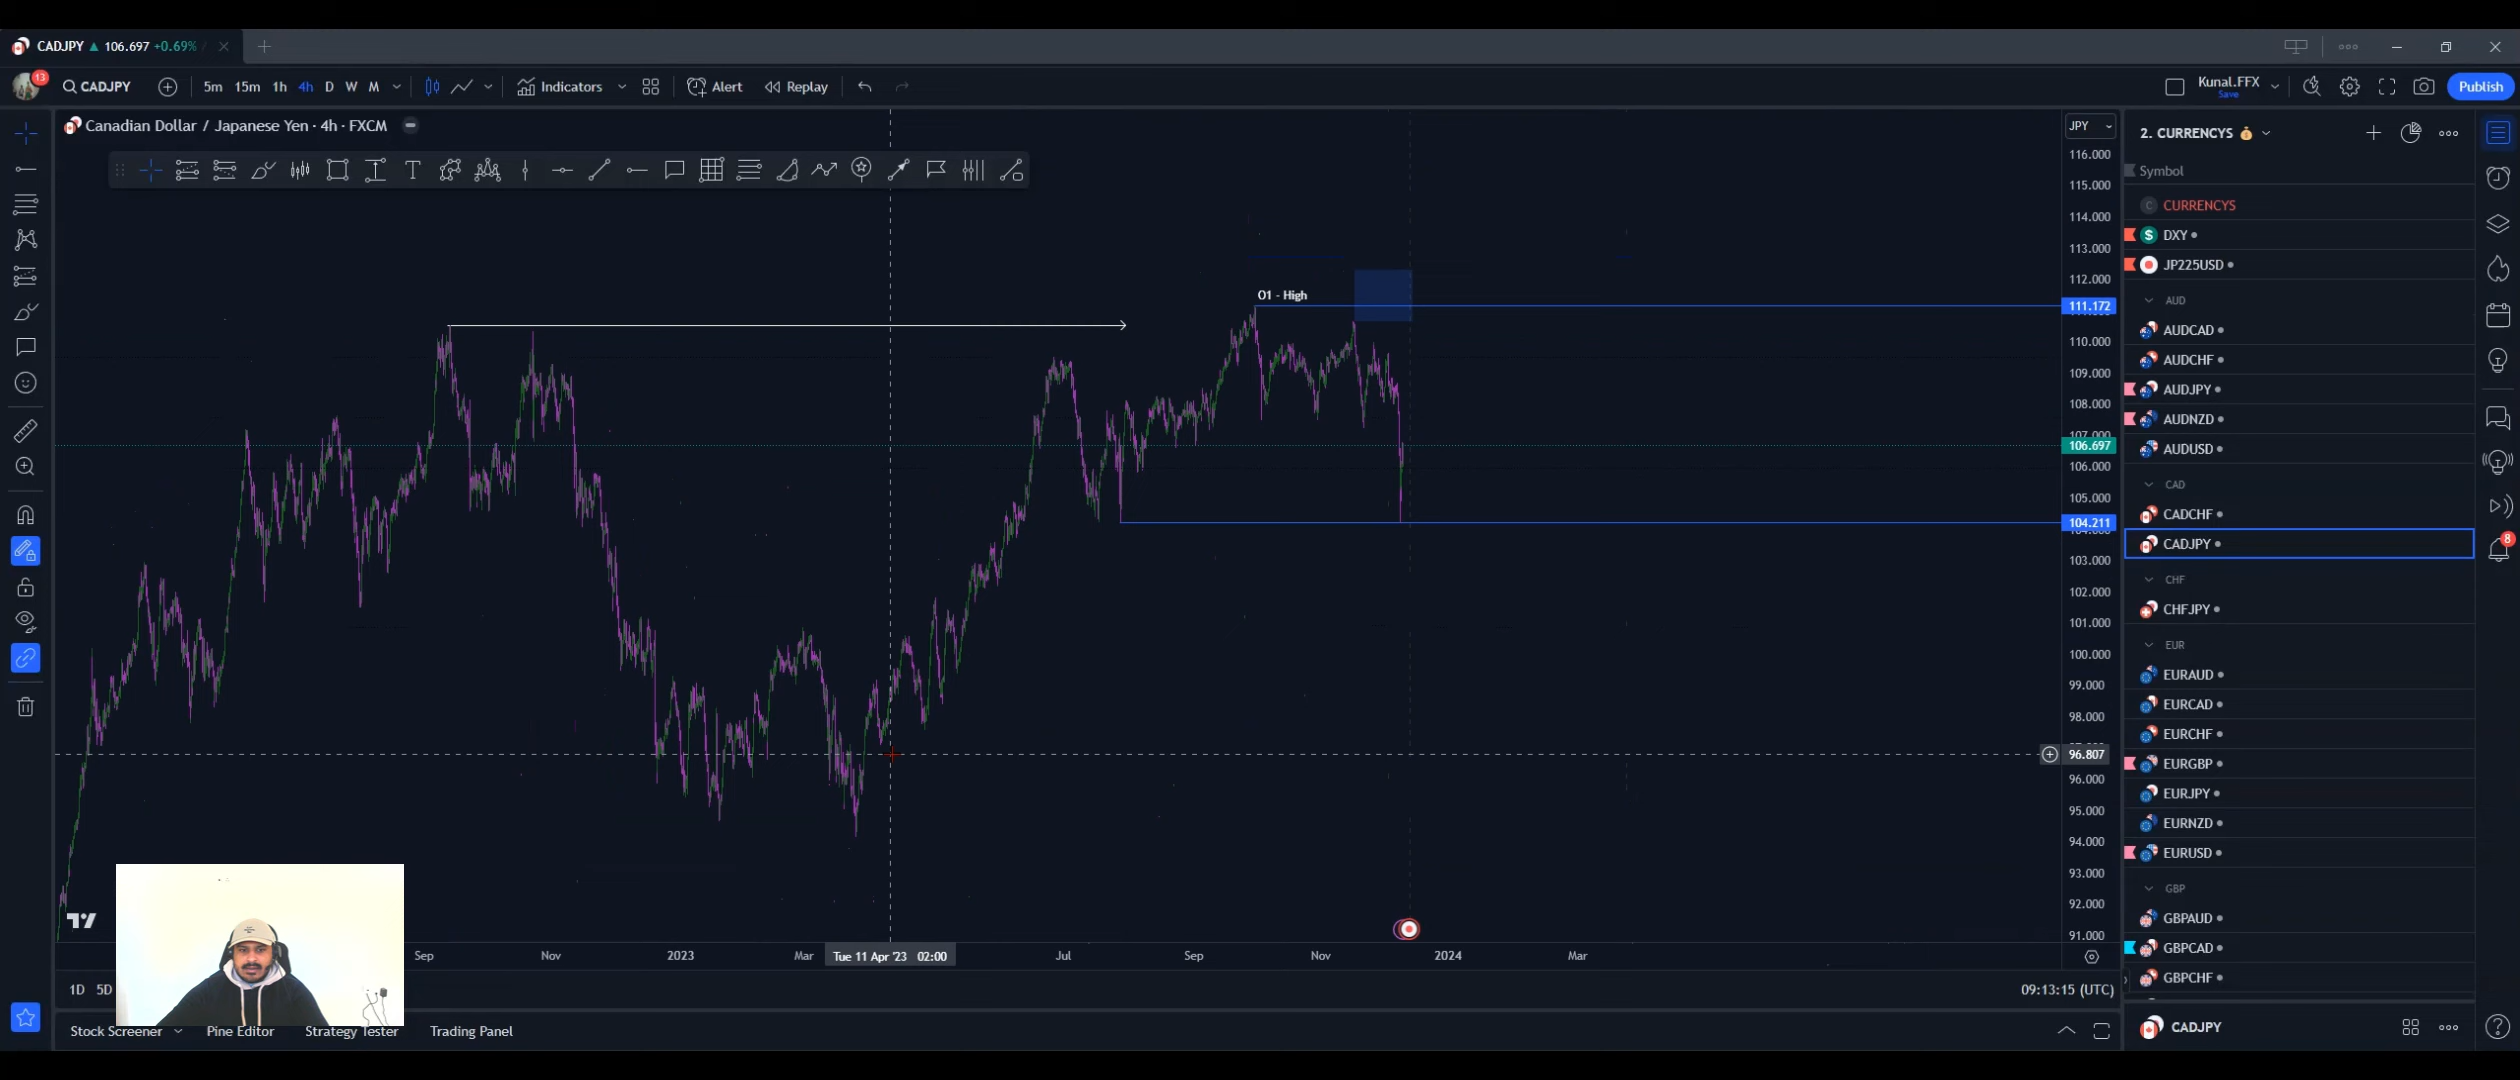 CADJPY ▲ 106.697 +0.69% /
13 CADJPY 5m 15m 1h 4h D W M Indicators Alert Replay Kunal.FFX Save Publish
Canadian Dollar / Japanese Yen · 4h · FXCM
JPY
116.000
115.000
114.000
113.000
112.000
O1 - High
111.172
110.000
109.000
108.000
107.000
106.697
106.000
105.000
104.211
103.000
102.000
101.000
100.000
99.000
98.000
96.807
96.000
95.000
94.000
93.000
92.000
91.000
Sep Nov 2023 Mar Tue 11 Apr '23 02:00 Jul Sep Nov 2024 Mar
1D 5D
09:13:15 (UTC)
Stock Screener Pine Editor Strategy Tester Trading Panel
2. CURRENCYS
Symbol
CURRENCYS
DXY
JP225USD
AUD
AUDCAD
AUDCHF
AUDJPY
AUDNZD
AUDUSD
CAD
CADCHF
CADJPY
CHF
CHFJPY
EUR
EURAUD
EURCAD
EURCHF
EURGBP
EURJPY
EURNZD
EURUSD
GBP
GBPAUD
GBPCAD
GBPCHF
CADJPY
8